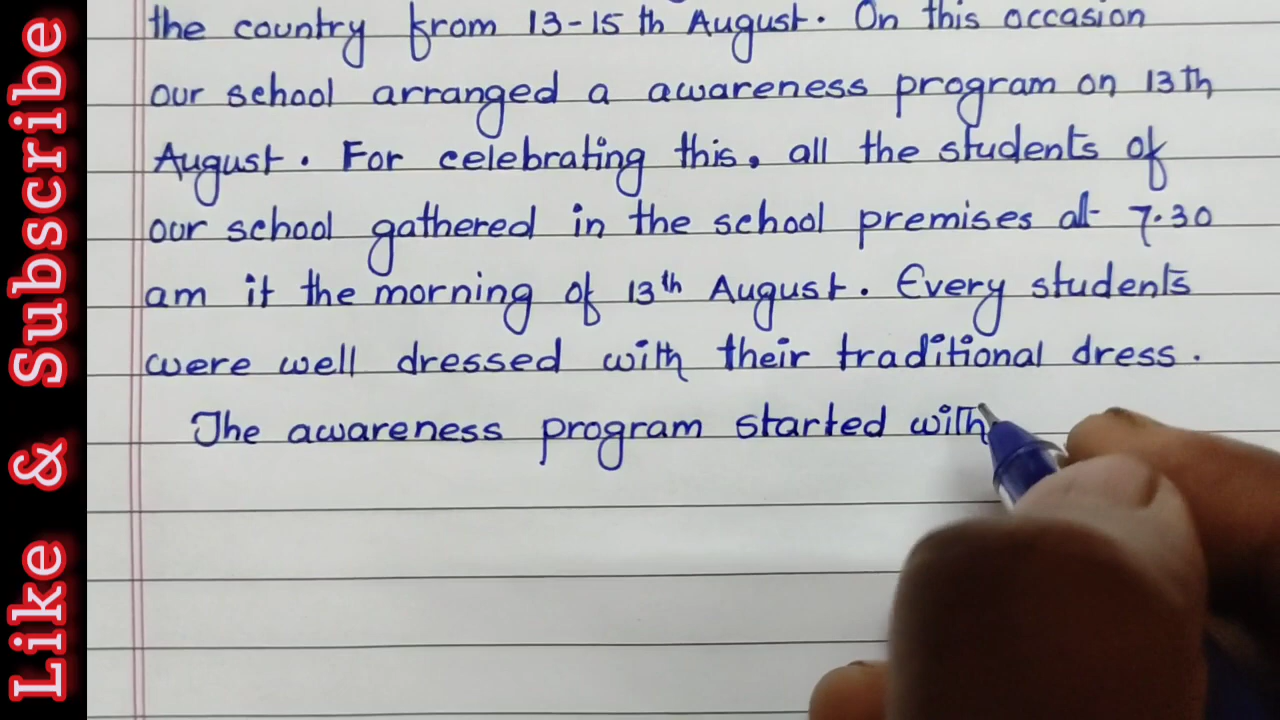 the country from 13-15 th August. On this occasion
our school arranged a awareness program on 13th
August. For celebrating this, all the students of
our school gathered in the school premises at 7.30
am it the morning of 13th August. Every students
were well dressed with their traditional dress.
The awareness program started with
Like & Subscribe